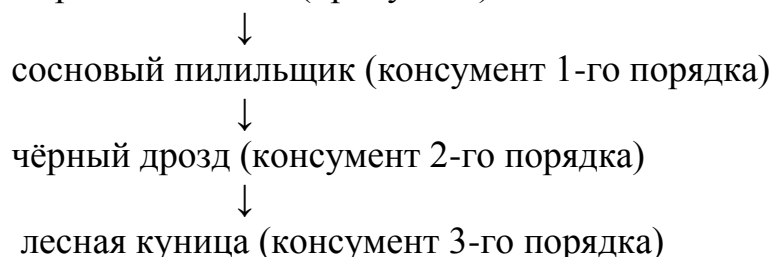 ↓
сосновый пилильщик (консумент 1-го порядка)
↓
чёрный дрозд (консумент 2-го порядка)
↓
лесная куница (консумент 3-го порядка)